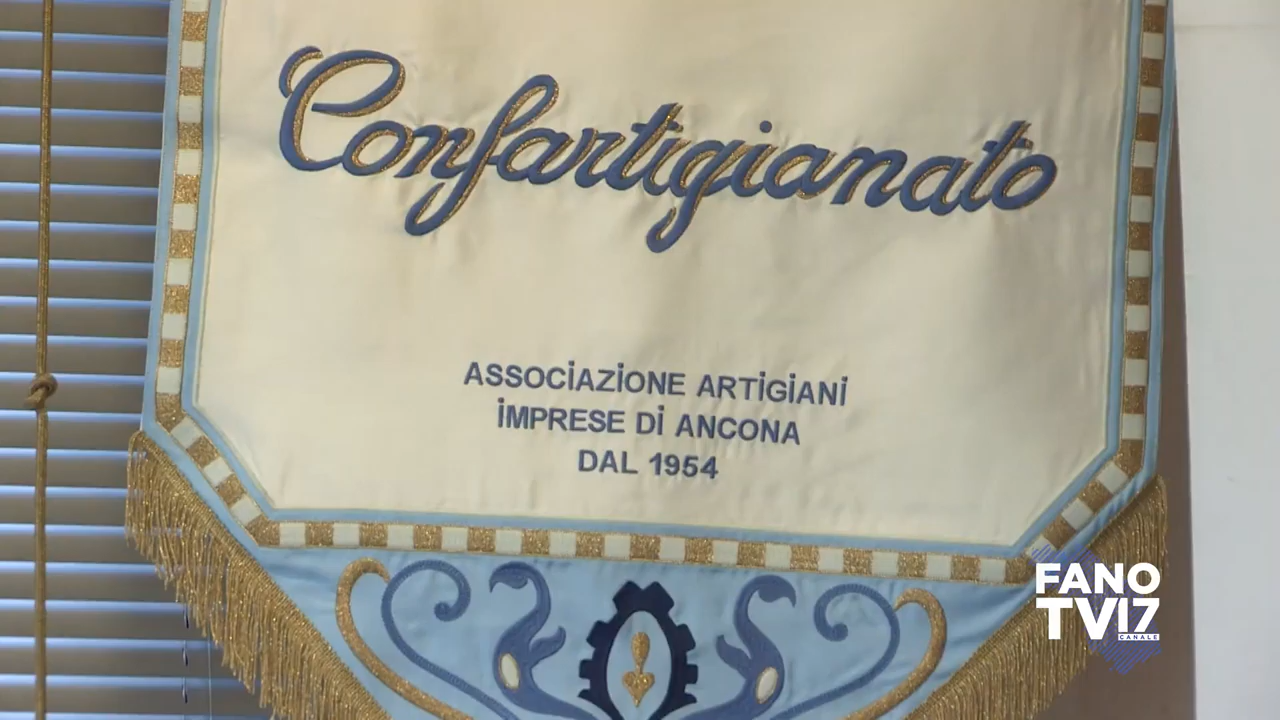 Confartigianato
ASSOCIAZIONE ARTIGIANI
IMPRESE DI ANCONA
DAL 1954
FANO
TV17
CANALE